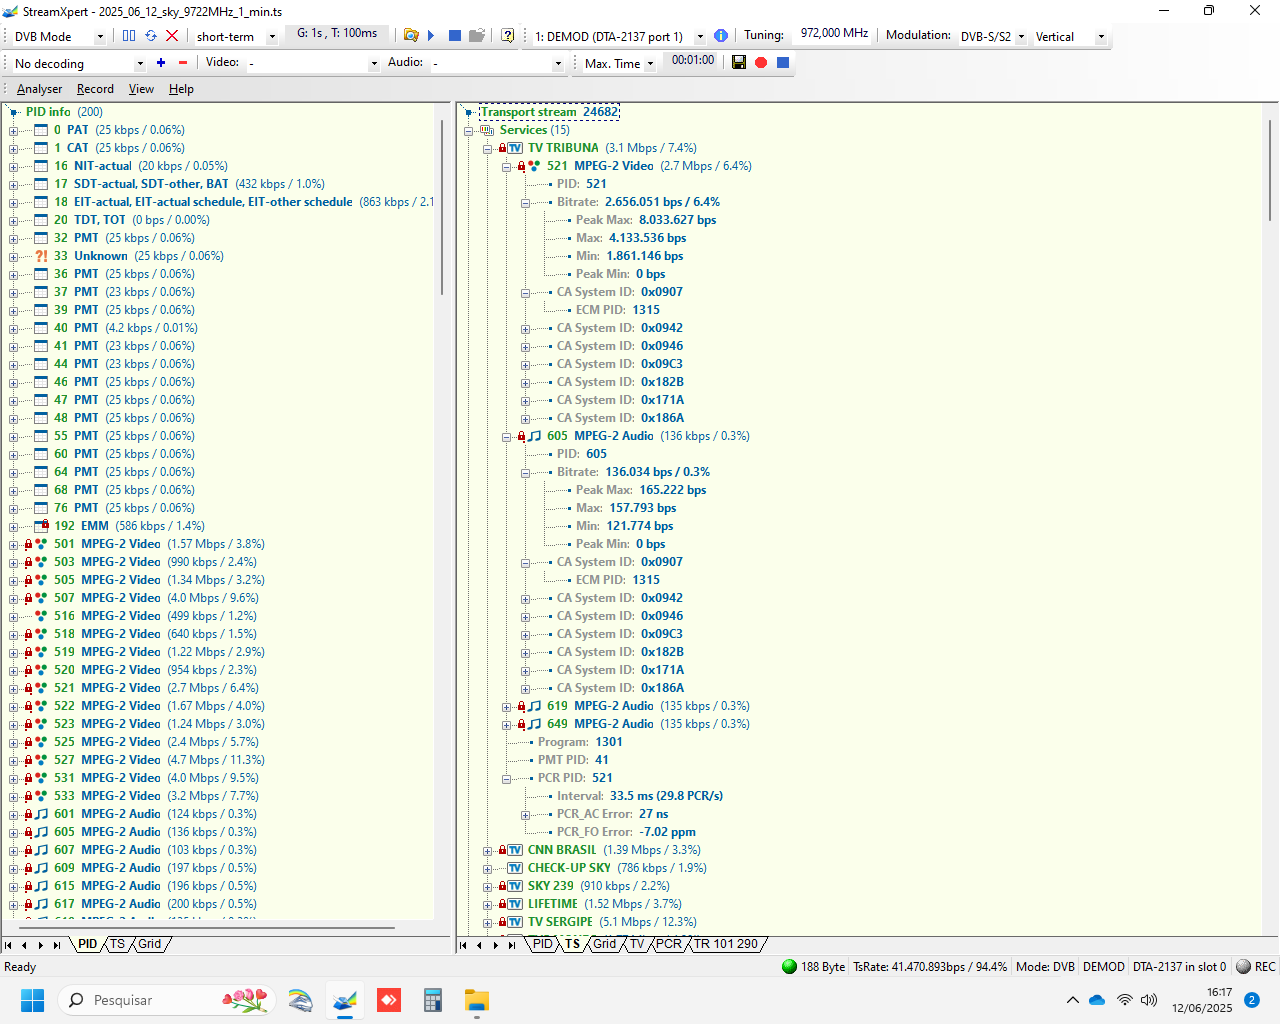 StreamXpert - 2025_06_12_sky_9722MHz_1_min.ts
DVB Mode short-term G: 1s , T: 100ms 1: DEMOD (DTA-2137 port 1) Tuning: 972,000 MHz Modulation: DVB-S/S2 Vertical
No decoding Video: - Audio: - Max. Time 00:01:00
Analyser Record View Help
PID info (200)
0 PAT (25 kbps / 0.06%)
1 CAT (25 kbps / 0.06%)
16 NIT-actual (20 kbps / 0.05%)
17 SDT-actual, SDT-other, BAT (432 kbps / 1.0%)
18 EIT-actual, EIT-actual schedule, EIT-other schedule (863 kbps / 2.1
20 TDT, TOT (0 bps / 0.00%)
32 PMT (25 kbps / 0.06%)
33 Unknown (25 kbps / 0.06%)
36 PMT (25 kbps / 0.06%)
37 PMT (23 kbps / 0.06%)
39 PMT (25 kbps / 0.06%)
40 PMT (4.2 kbps / 0.01%)
41 PMT (23 kbps / 0.06%)
44 PMT (23 kbps / 0.06%)
46 PMT (25 kbps / 0.06%)
47 PMT (25 kbps / 0.06%)
48 PMT (25 kbps / 0.06%)
55 PMT (25 kbps / 0.06%)
60 PMT (25 kbps / 0.06%)
64 PMT (25 kbps / 0.06%)
68 PMT (25 kbps / 0.06%)
76 PMT (25 kbps / 0.06%)
192 EMM (586 kbps / 1.4%)
501 MPEG-2 Video (1.57 Mbps / 3.8%)
503 MPEG-2 Video (990 kbps / 2.4%)
505 MPEG-2 Video (1.34 Mbps / 3.2%)
507 MPEG-2 Video (4.0 Mbps / 9.6%)
516 MPEG-2 Video (499 kbps / 1.2%)
518 MPEG-2 Video (640 kbps / 1.5%)
519 MPEG-2 Video (1.22 Mbps / 2.9%)
520 MPEG-2 Video (954 kbps / 2.3%)
521 MPEG-2 Video (2.7 Mbps / 6.4%)
522 MPEG-2 Video (1.67 Mbps / 4.0%)
523 MPEG-2 Video (1.24 Mbps / 3.0%)
525 MPEG-2 Video (2.4 Mbps / 5.7%)
527 MPEG-2 Video (4.7 Mbps / 11.3%)
531 MPEG-2 Video (4.0 Mbps / 9.5%)
533 MPEG-2 Video (3.2 Mbps / 7.7%)
601 MPEG-2 Audio (124 kbps / 0.3%)
605 MPEG-2 Audio (136 kbps / 0.3%)
607 MPEG-2 Audio (103 kbps / 0.3%)
609 MPEG-2 Audio (197 kbps / 0.5%)
615 MPEG-2 Audio (196 kbps / 0.5%)
617 MPEG-2 Audio (200 kbps / 0.5%)
PID TS Grid
Transport stream 24682
Services (15)
TV TRIBUNA (3.1 Mbps / 7.4%)
521 MPEG-2 Video (2.7 Mbps / 6.4%)
PID: 521
Bitrate: 2.656.051 bps / 6.4%
Peak Max: 8.033.627 bps
Max: 4.133.536 bps
Min: 1.861.146 bps
Peak Min: 0 bps
CA System ID: 0x0907
ECM PID: 1315
CA System ID: 0x0942
CA System ID: 0x0946
CA System ID: 0x09C3
CA System ID: 0x182B
CA System ID: 0x171A
CA System ID: 0x186A
605 MPEG-2 Audio (136 kbps / 0.3%)
PID: 605
Bitrate: 136.034 bps / 0.3%
Peak Max: 165.222 bps
Max: 157.793 bps
Min: 121.774 bps
Peak Min: 0 bps
CA System ID: 0x0907
ECM PID: 1315
CA System ID: 0x0942
CA System ID: 0x0946
CA System ID: 0x09C3
CA System ID: 0x182B
CA System ID: 0x171A
CA System ID: 0x186A
619 MPEG-2 Audio (135 kbps / 0.3%)
649 MPEG-2 Audio (135 kbps / 0.3%)
Program: 1301
PMT PID: 41
PCR PID: 521
Interval: 33.5 ms (29.8 PCR/s)
PCR_AC Error: 27 ns
PCR_FO Error: -7.02 ppm
TV CNN BRASIL (1.39 Mbps / 3.3%)
TV CHECK-UP SKY (786 kbps / 1.9%)
TV SKY 239 (910 kbps / 2.2%)
TV LIFETIME (1.52 Mbps / 3.7%)
TV TV SERGIPE (5.1 Mbps / 12.3%)
PID TS Grid TV PCR TR 101 290
Ready 188 Byte TsRate: 41.470.893bps / 94.4% Mode: DVB DEMOD DTA-2137 in slot 0 REC
Pesquisar
16:17
12/06/2025
2